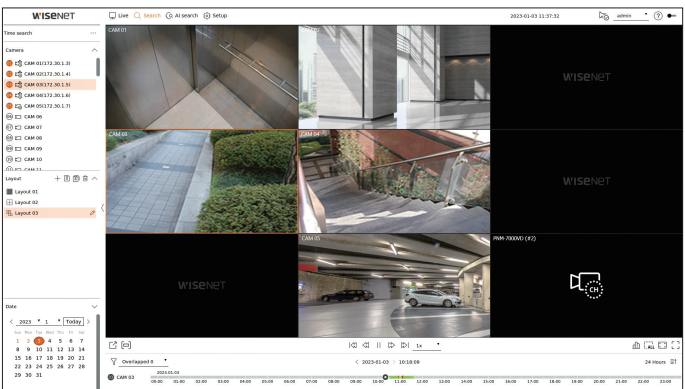 WISENET
Live Search AI search Setup
2023-01-03 11:37:32
admin
?
Time search
Camera
CAM 01(172.30.1.3)
CAM 02(172.30.1.4)
CAM 03(172.30.1.5)
CAM 04(172.30.1.6)
CAM 05(172.30.1.7)
06 CAM 06
07 CAM 07
08 CAM 08
09 CAM 09
10 CAM 10
11 CAM 11
Layout
Layout 01
Layout 02
Layout 03
Date
2023 1 Today
Sun Mon Tue Wed Thu Fri Sat
1 2 3 4 5 6 7
8 9 10 11 12 13 14
15 16 17 18 19 20 21
22 23 24 25 26 27 28
29 30 31
CAM 01
WISENET
CAM 03
CAM 04
WISENET
WISENET
CAM 05
PNM-7000VD (#2)
CH
1x
ALL
Overlapped 0
2023-01-03 10:18:09
24 Hours
CAM 03
2023.01.03
00:00 01:00 02:00 03:00 04:00 05:00 06:00 07:00 08:00 09:00 10:00 11:00 12:00 13:00 14:00 15:00 16:00 17:00 18:00 19:00 20:00 21:00 22:00 23:00